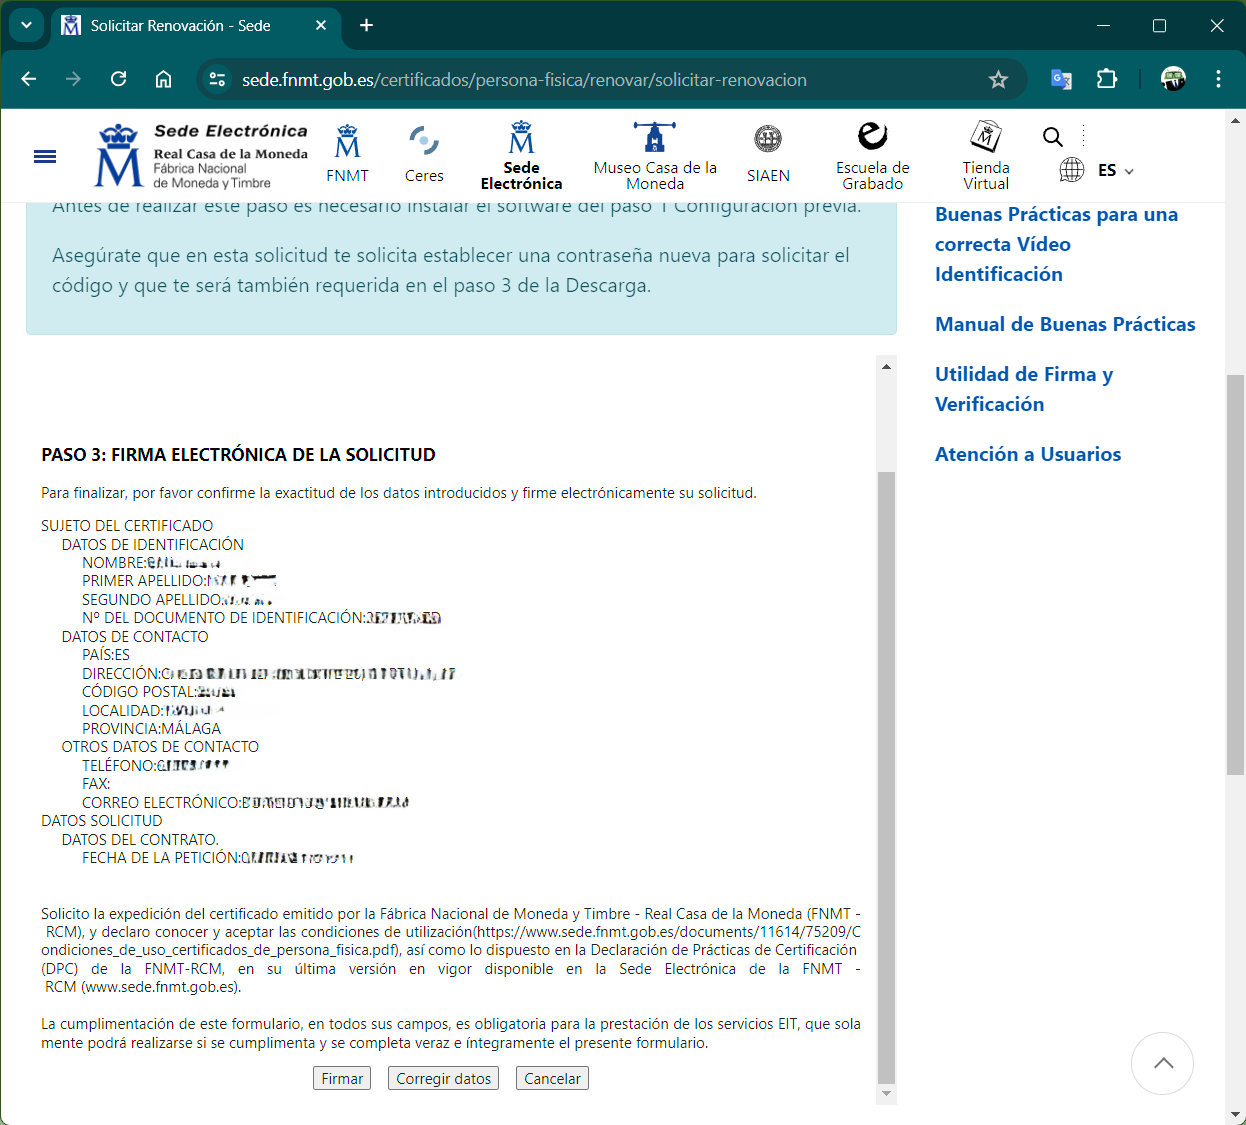 Solicitar Renovación - Sede
sede.fnmt.gob.es/certificados/persona-fisica/renovar/solicitar-renovacion
Sede Electrónica
Real Casa de la Moneda
Fábrica Nacional
de Moneda y Timbre
FNMT
Ceres
Sede
Electrónica
Museo Casa de la
Moneda
SIAEN
Escuela de
Grabado
Tienda
Virtual
ES
Antes de realizar este paso es necesario instalar el software del paso 1 Configuración previa.
Asegúrate que en esta solicitud te solicita establecer una contraseña nueva para solicitar el
código y que te será también requerida en el paso 3 de la Descarga.
Buenas Prácticas para una
correcta Vídeo
Identificación
Manual de Buenas Prácticas
Utilidad de Firma y
Verificación
Atención a Usuarios
PASO 3: FIRMA ELECTRÓNICA DE LA SOLICITUD
Para finalizar, por favor confirme la exactitud de los datos introducidos y firme electrónicamente su solicitud.
SUJETO DEL CERTIFICADO
DATOS DE IDENTIFICACIÓN
NOMBRE:
PRIMER APELLIDO:
SEGUNDO APELLIDO:
Nº DEL DOCUMENTO DE IDENTIFICACIÓN:
DATOS DE CONTACTO
PAÍS:ES
DIRECCIÓN:
CÓDIGO POSTAL:
LOCALIDAD:
PROVINCIA:MÁLAGA
OTROS DATOS DE CONTACTO
TELÉFONO:
FAX:
CORREO ELECTRÓNICO:
DATOS SOLICITUD
DATOS DEL CONTRATO.
FECHA DE LA PETICIÓN:
Solicito la expedición del certificado emitido por la Fábrica Nacional de Moneda y Timbre - Real Casa de la Moneda (FNMT -
RCM), y declaro conocer y aceptar las condiciones de utilización(https://www.sede.fnmt.gob.es/documents/11614/75209/C
ondiciones_de_uso_certificados_de_persona_fisica.pdf), así como lo dispuesto en la Declaración de Prácticas de Certificación
(DPC) de la FNMT-RCM, en su última versión en vigor disponible en la Sede Electrónica de la FNMT -
RCM (www.sede.fnmt.gob.es).
La cumplimentación de este formulario, en todos sus campos, es obligatoria para la prestación de los servicios EIT, que sola
mente podrá realizarse si se cumplimenta y se completa veraz e íntegramente el presente formulario.
Firmar
Corregir datos
Cancelar